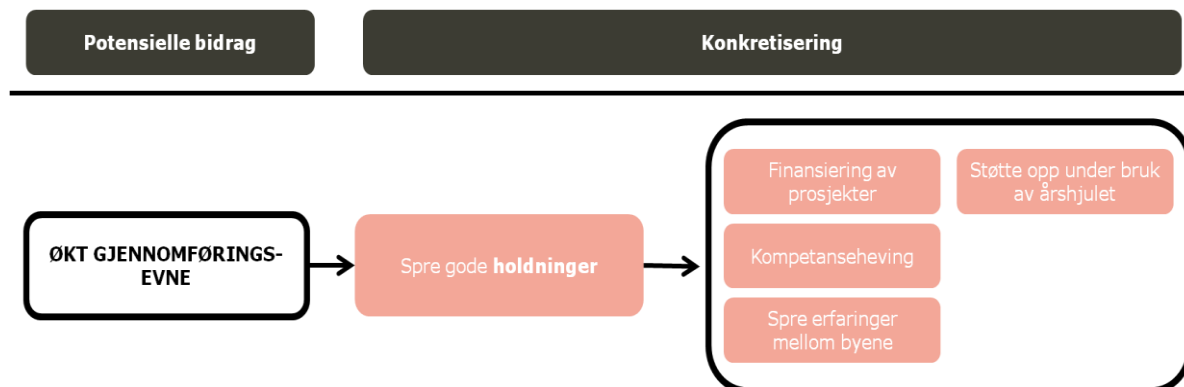 Potensielle bidrag
Konkretisering
ØKT GJENNOMFØRINGS-
EVNE
Spre gode holdninger
Finansiering av
prosjekter
Støtte opp under bruk
av årshjulet
Kompetanseheving
Spre erfaringer
mellom byene